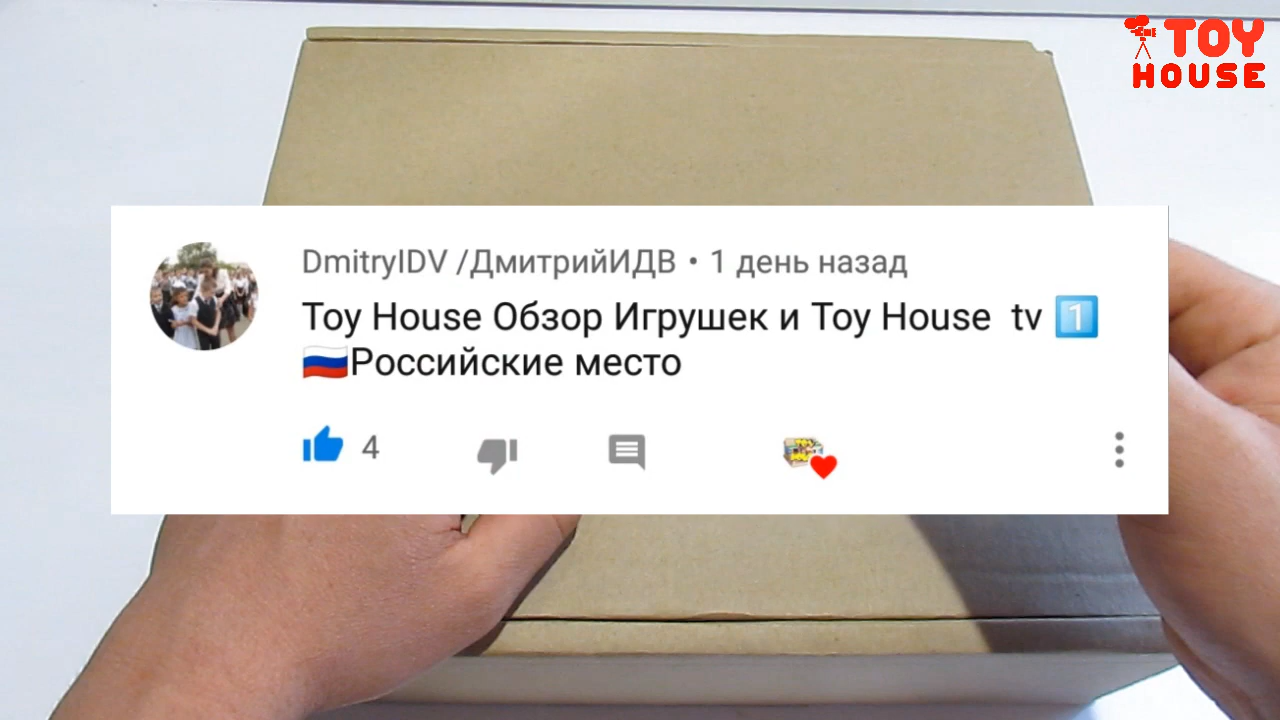 TOY
HOUSE
DmitryIDV /ДмитрийИДВ • 1 день назад
Toy House Обзор Игрушек и Toy House tv 1️⃣
🇷🇺Российские место
4